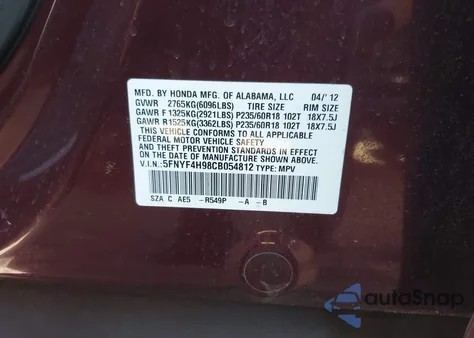 MFD. BY HONDA MFG. OF ALABAMA, LLC 04/'12
GVWR 2765KG(6096LBS) TIRE SIZE RIM SIZE
GAWR F 1325KG(2921LBS) P235/60R18 102T 18X7.5J
GAWR R1525KG(3362LBS) P235/60R18 102T 18X7.5J
THIS VEHICLE CONFORMS TO ALL APPLICABLE
FEDERAL MOTOR VEHICLE SAFETY
AND THEFT PREVENTION STANDARDS IN EFFECT ON
THE DATE OF MANUFACTURE SHOWN ABOVE.
V.I.N.: 5FNYF4H98CB054812 TYPE: MPV
SZA C AE5 -R549P -A -B
autoSnap